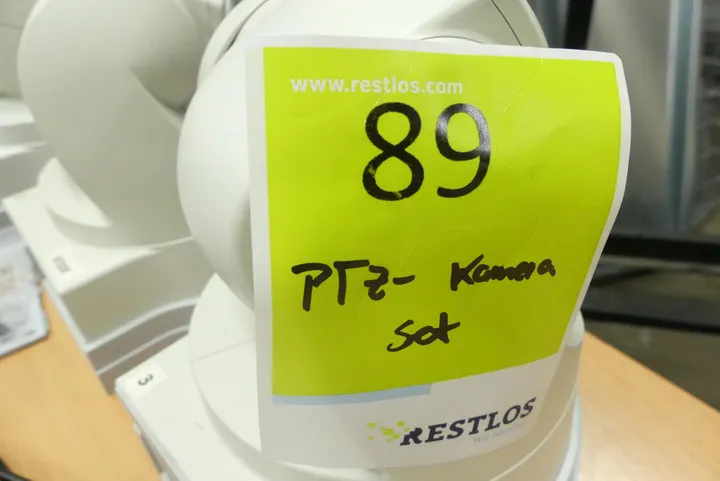 www.restlos.com
89
PTZ- Kamera
Set
RESTLOS
3